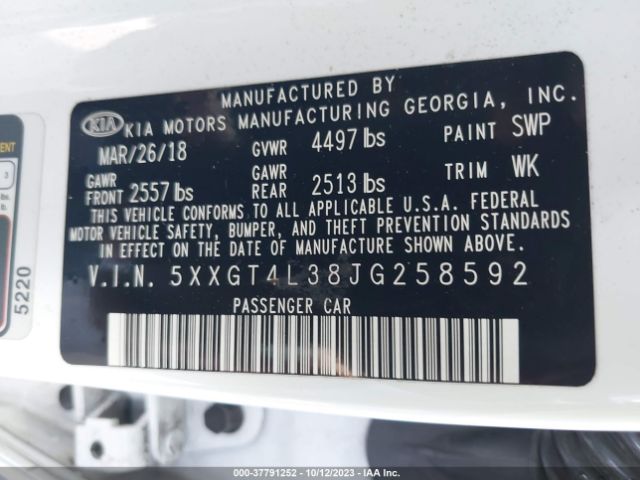 MANUFACTURED BY
KIA KIA MOTORS MANUFACTURING GEORGIA, INC.
MAR/26/18 GVWR 4497 lbs PAINT SWP
GAWR FRONT 2557 lbs GAWR REAR 2513 lbs TRIM WK
THIS VEHICLE CONFORMS TO ALL APPLICABLE U.S.A. FEDERAL
MOTOR VEHICLE SAFETY, BUMPER, AND THEFT PREVENTION STANDARDS
IN EFFECT ON THE DATE OF MANUFACTURE SHOWN ABOVE.
V.I.N. 5XXGT4L38JG258592
PASSENGER CAR
3
lbs.
5220
000-37791252 - 10/12/2023 - IAA Inc.